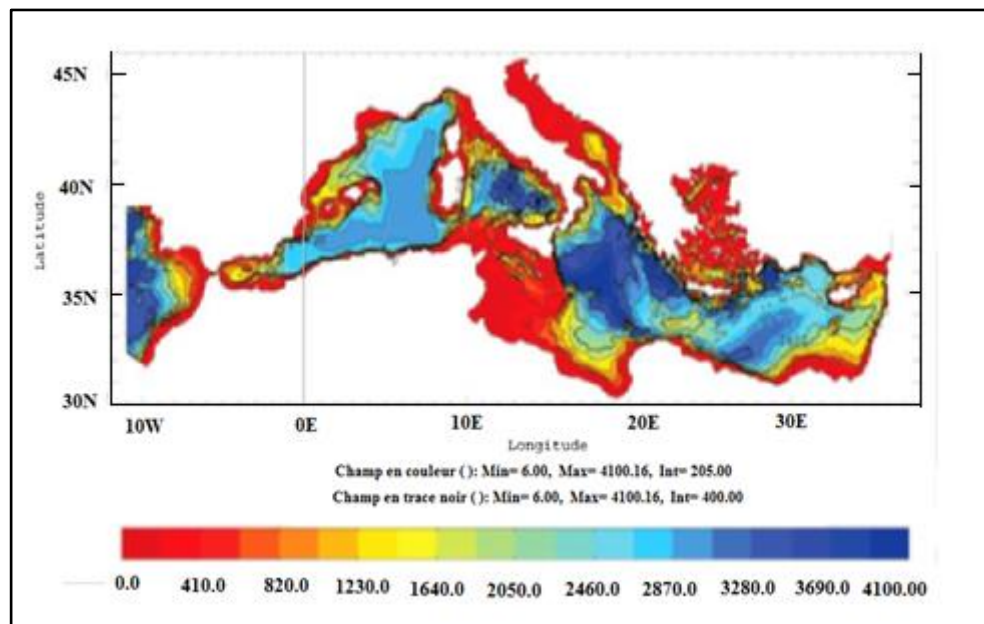 45N
40N
35N
30N
Latitude
10W 0E 10E 20E 30E
Longitude
Champ en couleur ( ): Min= 6.00, Max= 4100.16, Int= 205.00
Champ en trace noir ( ): Min= 6.00, Max= 4100.16, Int= 400.00
0.0 410.0 820.0 1230.0 1640.0 2050.0 2460.0 2870.0 3280.0 3690.0 4100.00